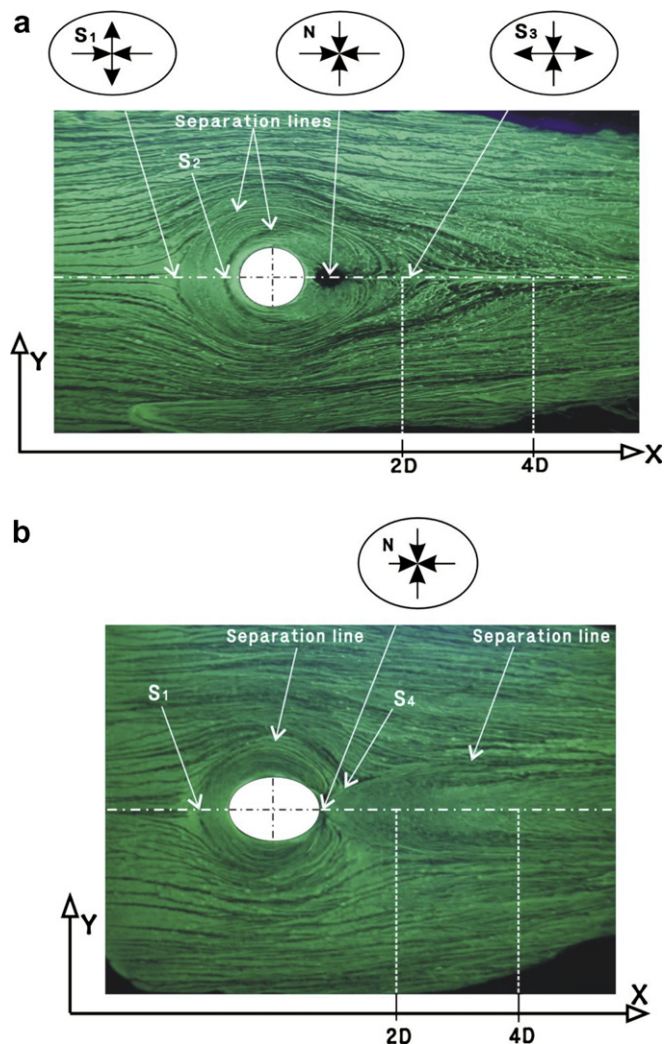 a
S1
N
S3
Separation lines
S2
Y
X
2D
4D
b
N
Separation line
Separation line
S1
S4
Y
X
2D
4D